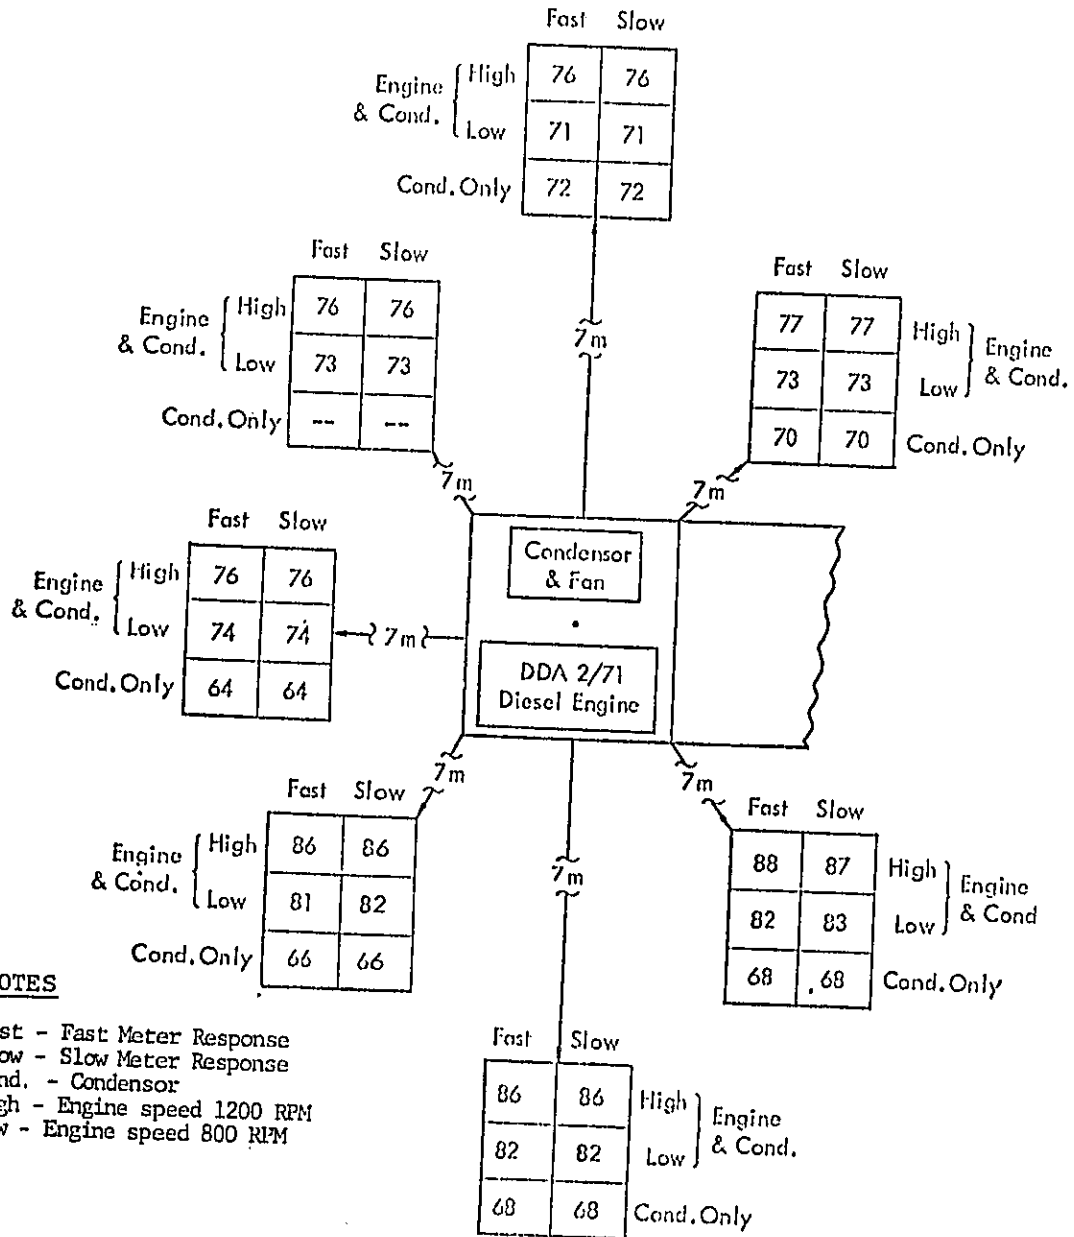 Fast Slow
Engine & Cond. High 76 76
Low 71 71
Cond. Only 72 72
7m
Fast Slow
Engine & Cond. High 76 76
Low 73 73
Cond. Only -- --
7m
Fast Slow
77 77 High Engine & Cond.
73 73 Low
70 70 Cond. Only
7m
Fast Slow
Engine & Cond. High 76 76
Low 74 74
Cond. Only 64 64
7m
Condensor
& Fan
DDA 2/71
Diesel Engine
7m
Fast Slow
Engine & Cond. High 86 86
Low 81 82
Cond. Only 66 66
7m
Fast Slow
88 87 High Engine & Cond
82 83 Low
68 68 Cond. Only
7m
Fast Slow
86 86 High Engine & Cond.
82 82 Low
68 68 Cond. Only
OTES
st - Fast Meter Response
ow - Slow Meter Response
nd. - Condensor
gh - Engine speed 1200 RPM
w - Engine speed 800 RPM